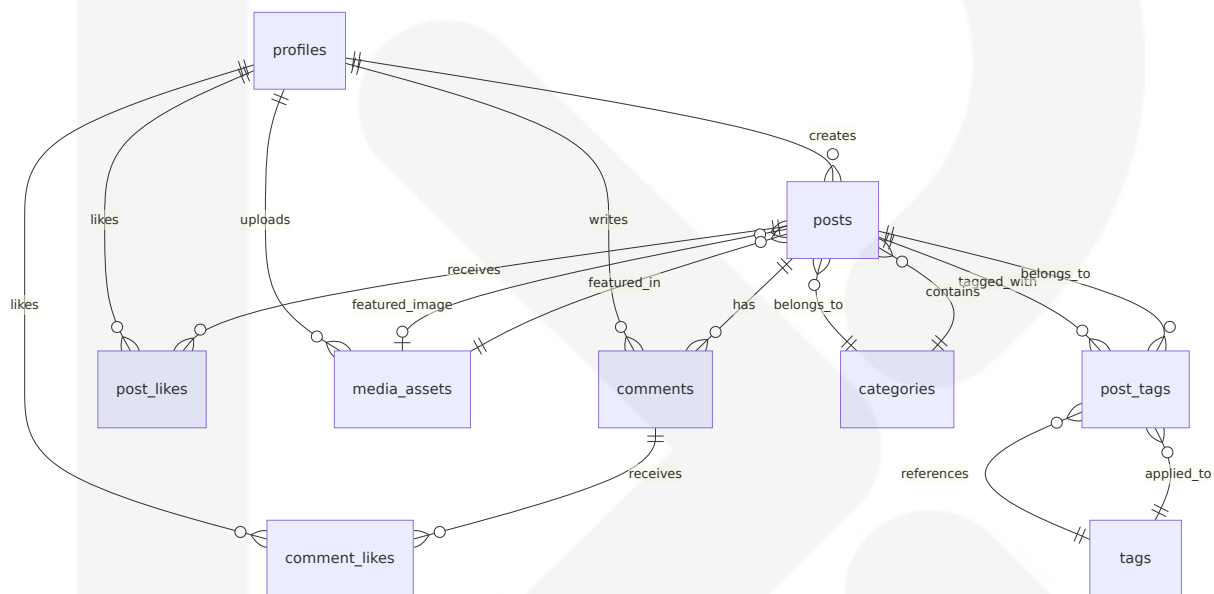 profiles
creates
posts
likes
uploads
writes
receives
featured_in
tagged_with
belongs_to
contains
likes
featured_image
has
belongs_to
post_likes
media_assets
comments
categories
post_tags
receives
references
applied_to
comment_likes
tags